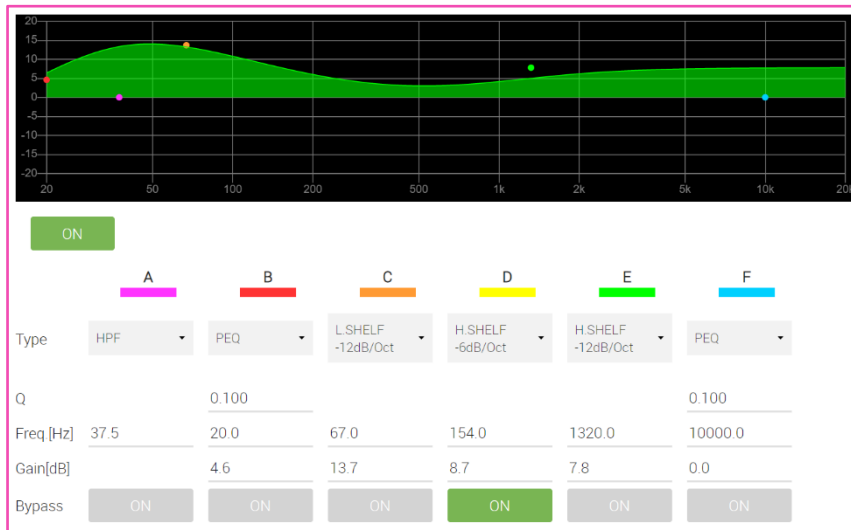 20
15
10
5
0
-5
-10
-15
-20
20 50 100 200 500 1k 2k 5k 10k 20k
ON
A B C D E F
Type HPF PEQ L.SHELF -12dB/Oct H.SHELF -6dB/Oct H.SHELF -12dB/Oct PEQ
Q 0.100 0.100
Freq [Hz] 37.5 20.0 67.0 154.0 1320.0 10000.0
Gain[dB] 4.6 13.7 8.7 7.8 0.0
Bypass ON ON ON ON ON ON